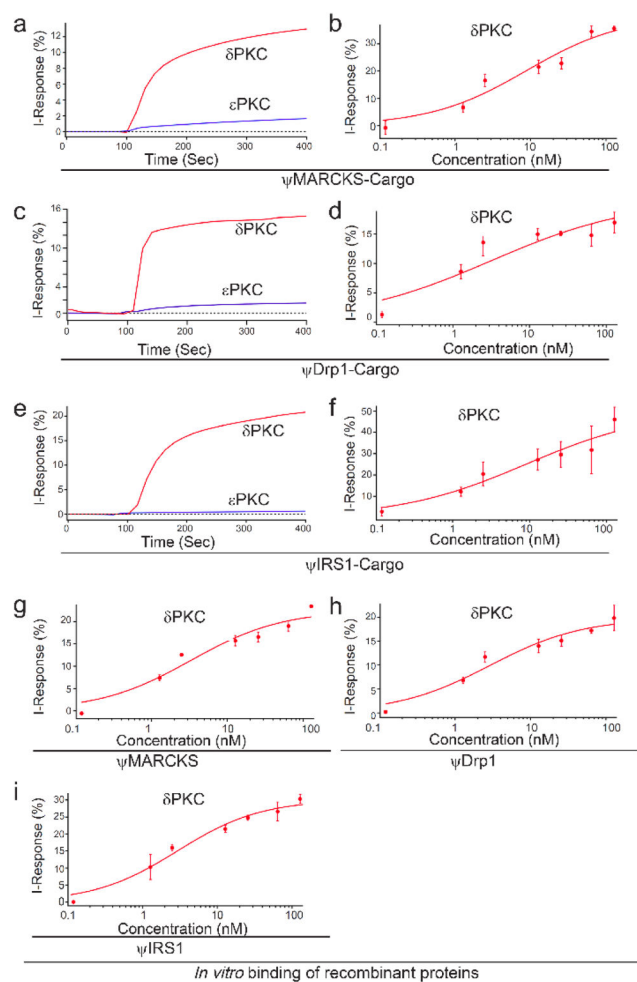 a
I-Response (%)
12
10
8
6
4
2
0
δPKC
εPKC
0 100 200 300 400
Time (Sec)
b
I-Response (%)
30
20
10
0
δPKC
0.1 1 10 100
Concentration (nM)
ψMARCKS-Cargo
c
I-Response (%)
16
10
5
0
δPKC
εPKC
0 100 200 300 400
Time (Sec)
d
I-Response (%)
20
15
10
5
0
δPKC
0.1 1 10 100
Concentration (nM)
ψDrp1-Cargo
e
I-Response (%)
20
15
10
5
0
δPKC
εPKC
0 100 200 300 400
Time (Sec)
f
I-Response (%)
50
40
30
20
10
δPKC
0.1 1 10 100
Concentration (nM)
ψIRS1-Cargo
g
I-Response (%)
20
15
10
5
0
δPKC
0.1 1 10 100
Concentration (nM)
ψMARCKS
h
I-Response (%)
20
15
10
5
0
δPKC
0.1 1 10 100
Concentration (nM)
ψDrp1
i
I-Response (%)
30
25
20
15
10
5
0
δPKC
0.1 1 10 100
Concentration (nM)
ψIRS1
In vitro binding of recombinant proteins